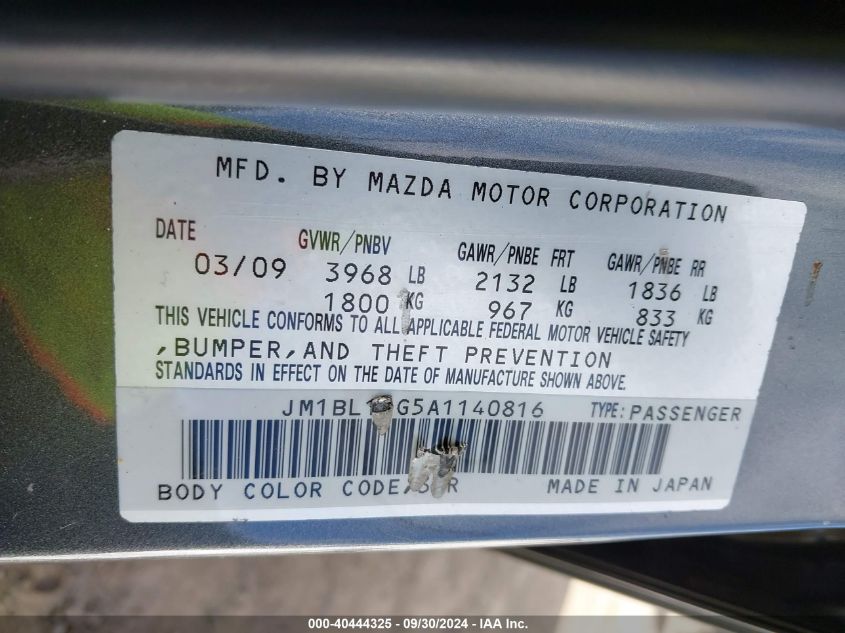 MFD. BY MAZDA MOTOR CORPORATION
DATE GVWR/PNBV GAWR/PNBE FRT GAWR/PNBE RR
03/09 3968 LB 2132 LB 1836 LB
1800 KG 967 KG 833 KG
THIS VEHICLE CONFORMS TO ALL APPLICABLE FEDERAL MOTOR VEHICLE SAFETY
,BUMPER,AND THEFT PREVENTION
STANDARDS IN EFFECT ON THE DATE OF MANUFACTURE SHOWN ABOVE.
TYPE:PASSENGER
BODY COLOR CODE MADE IN JAPAN
000-40444325 - 09/30/2024 - IAA Inc.